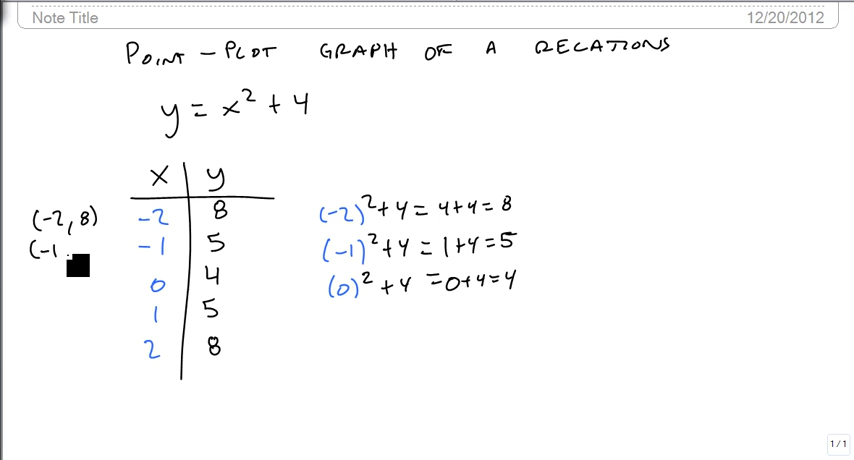 Note Title
12/20/2012
POINT - PLOT GRAPH OF A RELATIONS
y = x² + 4
x y
(-2, 8) -2 8 (-2)² + 4 = 4+4 = 8
(-1 -1 5 (-1)² + 4 = 1+4 = 5
0 4 (0)² + 4 = 0+4 = 4
1 5
2 8
1 / 1